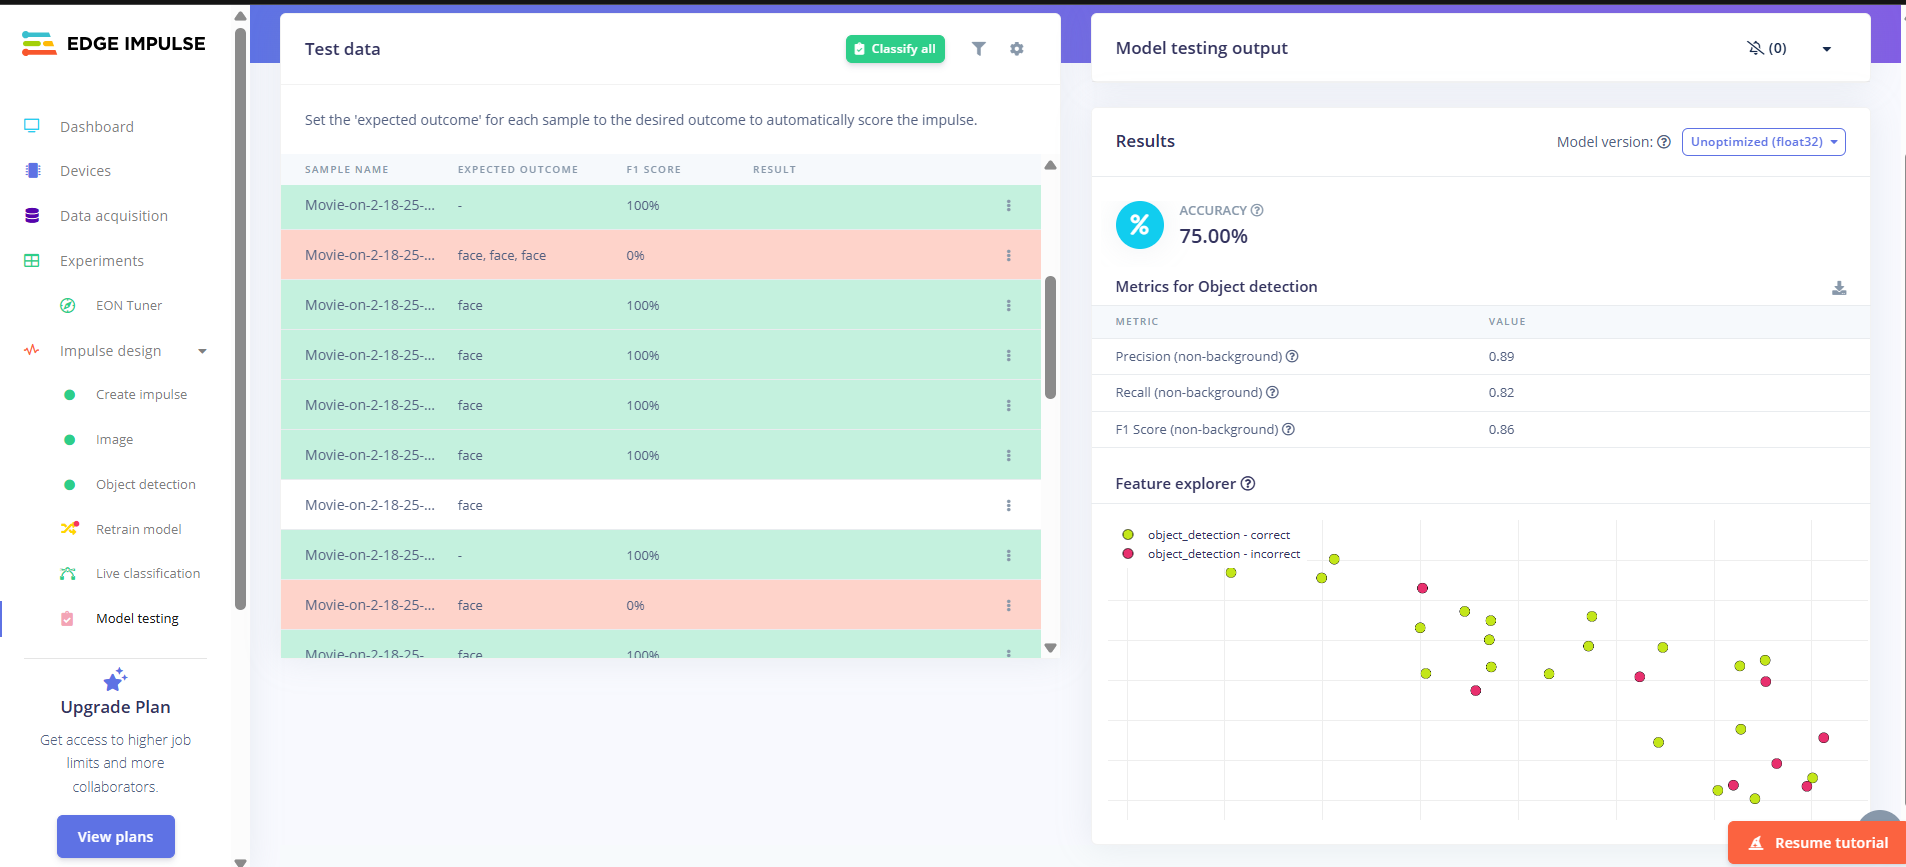 EDGE IMPULSE
Dashboard
Devices
Data acquisition
Experiments
EON Tuner
Impulse design
Create impulse
Image
Object detection
Retrain model
Live classification
Model testing
Upgrade Plan
Get access to higher job
limits and more
collaborators.
View plans
Test data
Classify all
Set the 'expected outcome' for each sample to the desired outcome to automatically score the impulse.
SAMPLE NAME EXPECTED OUTCOME F1 SCORE RESULT
Movie-on-2-18-25-... - 100%
Movie-on-2-18-25-... face, face, face 0%
Movie-on-2-18-25-... face 100%
Movie-on-2-18-25-... face 100%
Movie-on-2-18-25-... face 100%
Movie-on-2-18-25-... face 100%
Movie-on-2-18-25-... face
Movie-on-2-18-25-... - 100%
Movie-on-2-18-25-... face 0%
Movie-on-2-18-25- face 100%
Model testing output
(0)
Results
Model version: ? Unoptimized (float32)
%
ACCURACY ?
75.00%
Metrics for Object detection
METRIC VALUE
Precision (non-background) ? 0.89
Recall (non-background) ? 0.82
F1 Score (non-background) ? 0.86
Feature explorer ?
object_detection - correct
object_detection - incorrect
Resume tutorial